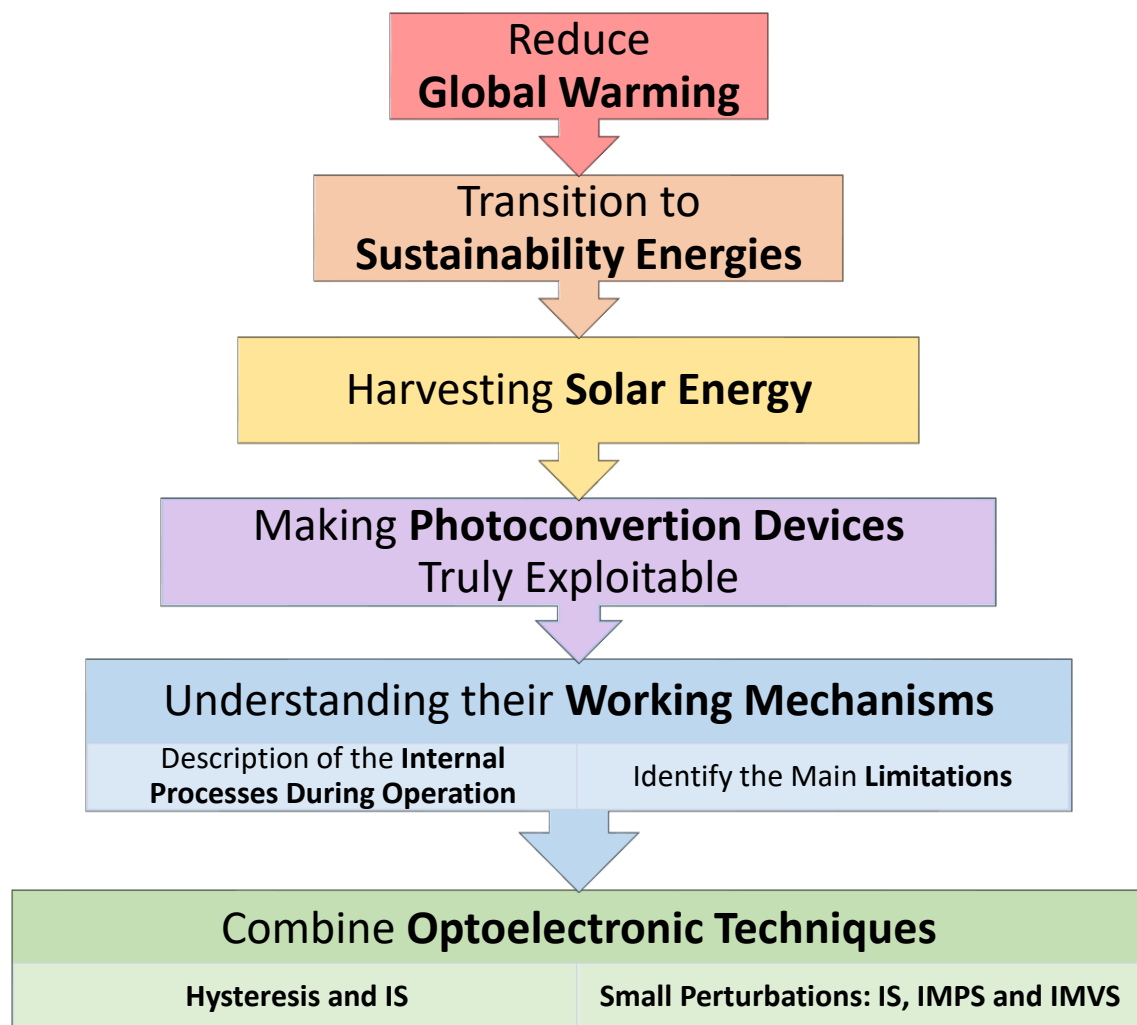 Reduce
Global Warming
Transition to
Sustainability Energies
Harvesting Solar Energy
Making Photoconvertion Devices
Truly Exploitable
Understanding their Working Mechanisms
Description of the Internal
Processes During Operation
Identify the Main Limitations
Combine Optoelectronic Techniques
Hysteresis and IS
Small Perturbations: IS, IMPS and IMVS